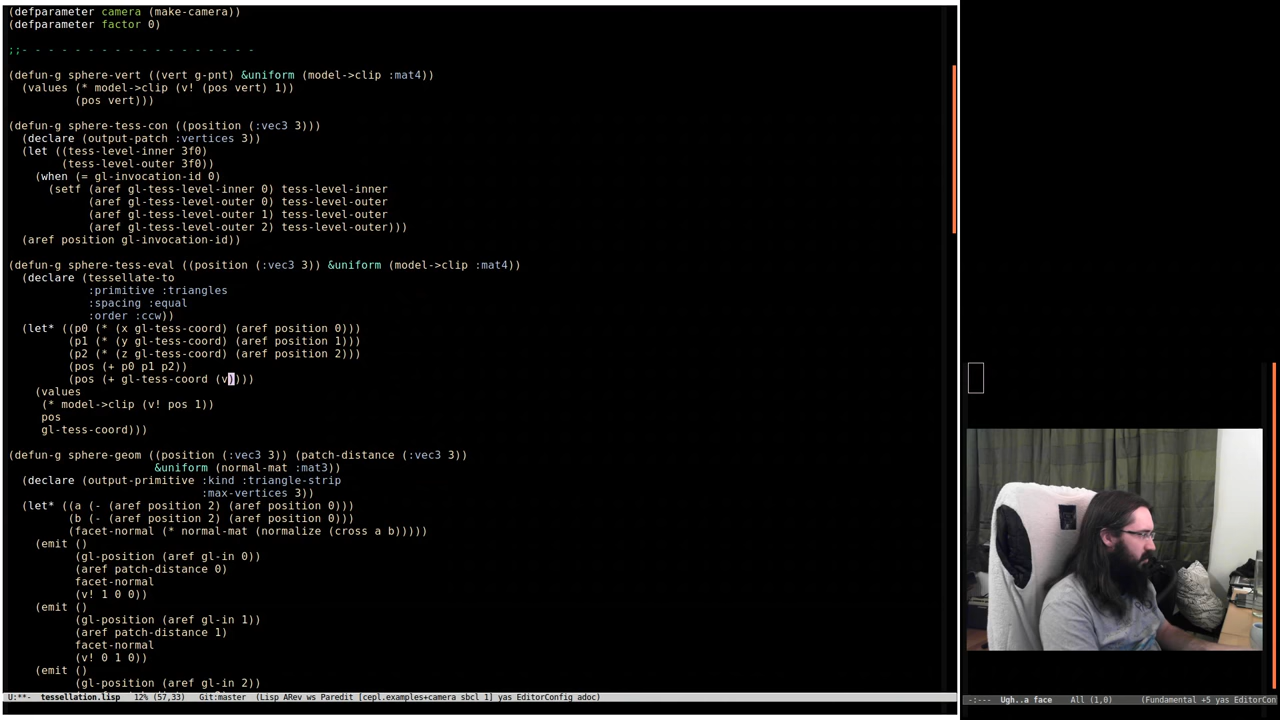 (defparameter camera (make-camera))
(defparameter factor 0)
;;- - - - - - - - - - - - - - - - - -
(defun-g sphere-vert ((vert g-pnt) &uniform (model->clip :mat4))
  (values (* model->clip (v! (pos vert) 1))
          (pos vert)))
(defun-g sphere-tess-con ((position (:vec3 3)))
  (declare (output-patch :vertices 3))
  (let ((tess-level-inner 3f0)
        (tess-level-outer 3f0))
    (when (= gl-invocation-id 0)
      (setf (aref gl-tess-level-inner 0) tess-level-inner
            (aref gl-tess-level-outer 0) tess-level-outer
            (aref gl-tess-level-outer 1) tess-level-outer
            (aref gl-tess-level-outer 2) tess-level-outer)))
  (aref position gl-invocation-id))
(defun-g sphere-tess-eval ((position (:vec3 3)) &uniform (model->clip :mat4))
  (declare (tessellate-to
            :primitive :triangles
            :spacing :equal
            :order :ccw))
  (let* ((p0 (* (x gl-tess-coord) (aref position 0)))
         (p1 (* (y gl-tess-coord) (aref position 1)))
         (p2 (* (z gl-tess-coord) (aref position 2)))
         (pos (+ p0 p1 p2))
         (pos (+ gl-tess-coord (v))))
    (values
     (* model->clip (v! pos 1))
     pos
     gl-tess-coord)))
(defun-g sphere-geom ((position (:vec3 3)) (patch-distance (:vec3 3))
                      &uniform (normal-mat :mat3))
  (declare (output-primitive :kind :triangle-strip
                             :max-vertices 3))
  (let* ((a (- (aref position 2) (aref position 0)))
         (b (- (aref position 2) (aref position 0)))
         (facet-normal (* normal-mat (normalize (cross a b)))))
    (emit ()
          (gl-position (aref gl-in 0))
          (aref patch-distance 0)
          facet-normal
          (v! 1 0 0))
    (emit ()
          (gl-position (aref gl-in 1))
          (aref patch-distance 1)
          facet-normal
          (v! 0 1 0))
    (emit ()
          (gl-position (aref gl-in 2))
U:**-  tessellation.lisp   12% (57,33)   Git:master  (Lisp ARev ws Paredit [cepl.examples+camera sbcl 1] yas EditorConfig adoc)
-:---  Ugh..a face   All (1,0)     (Fundamental +5 yas EditorCon